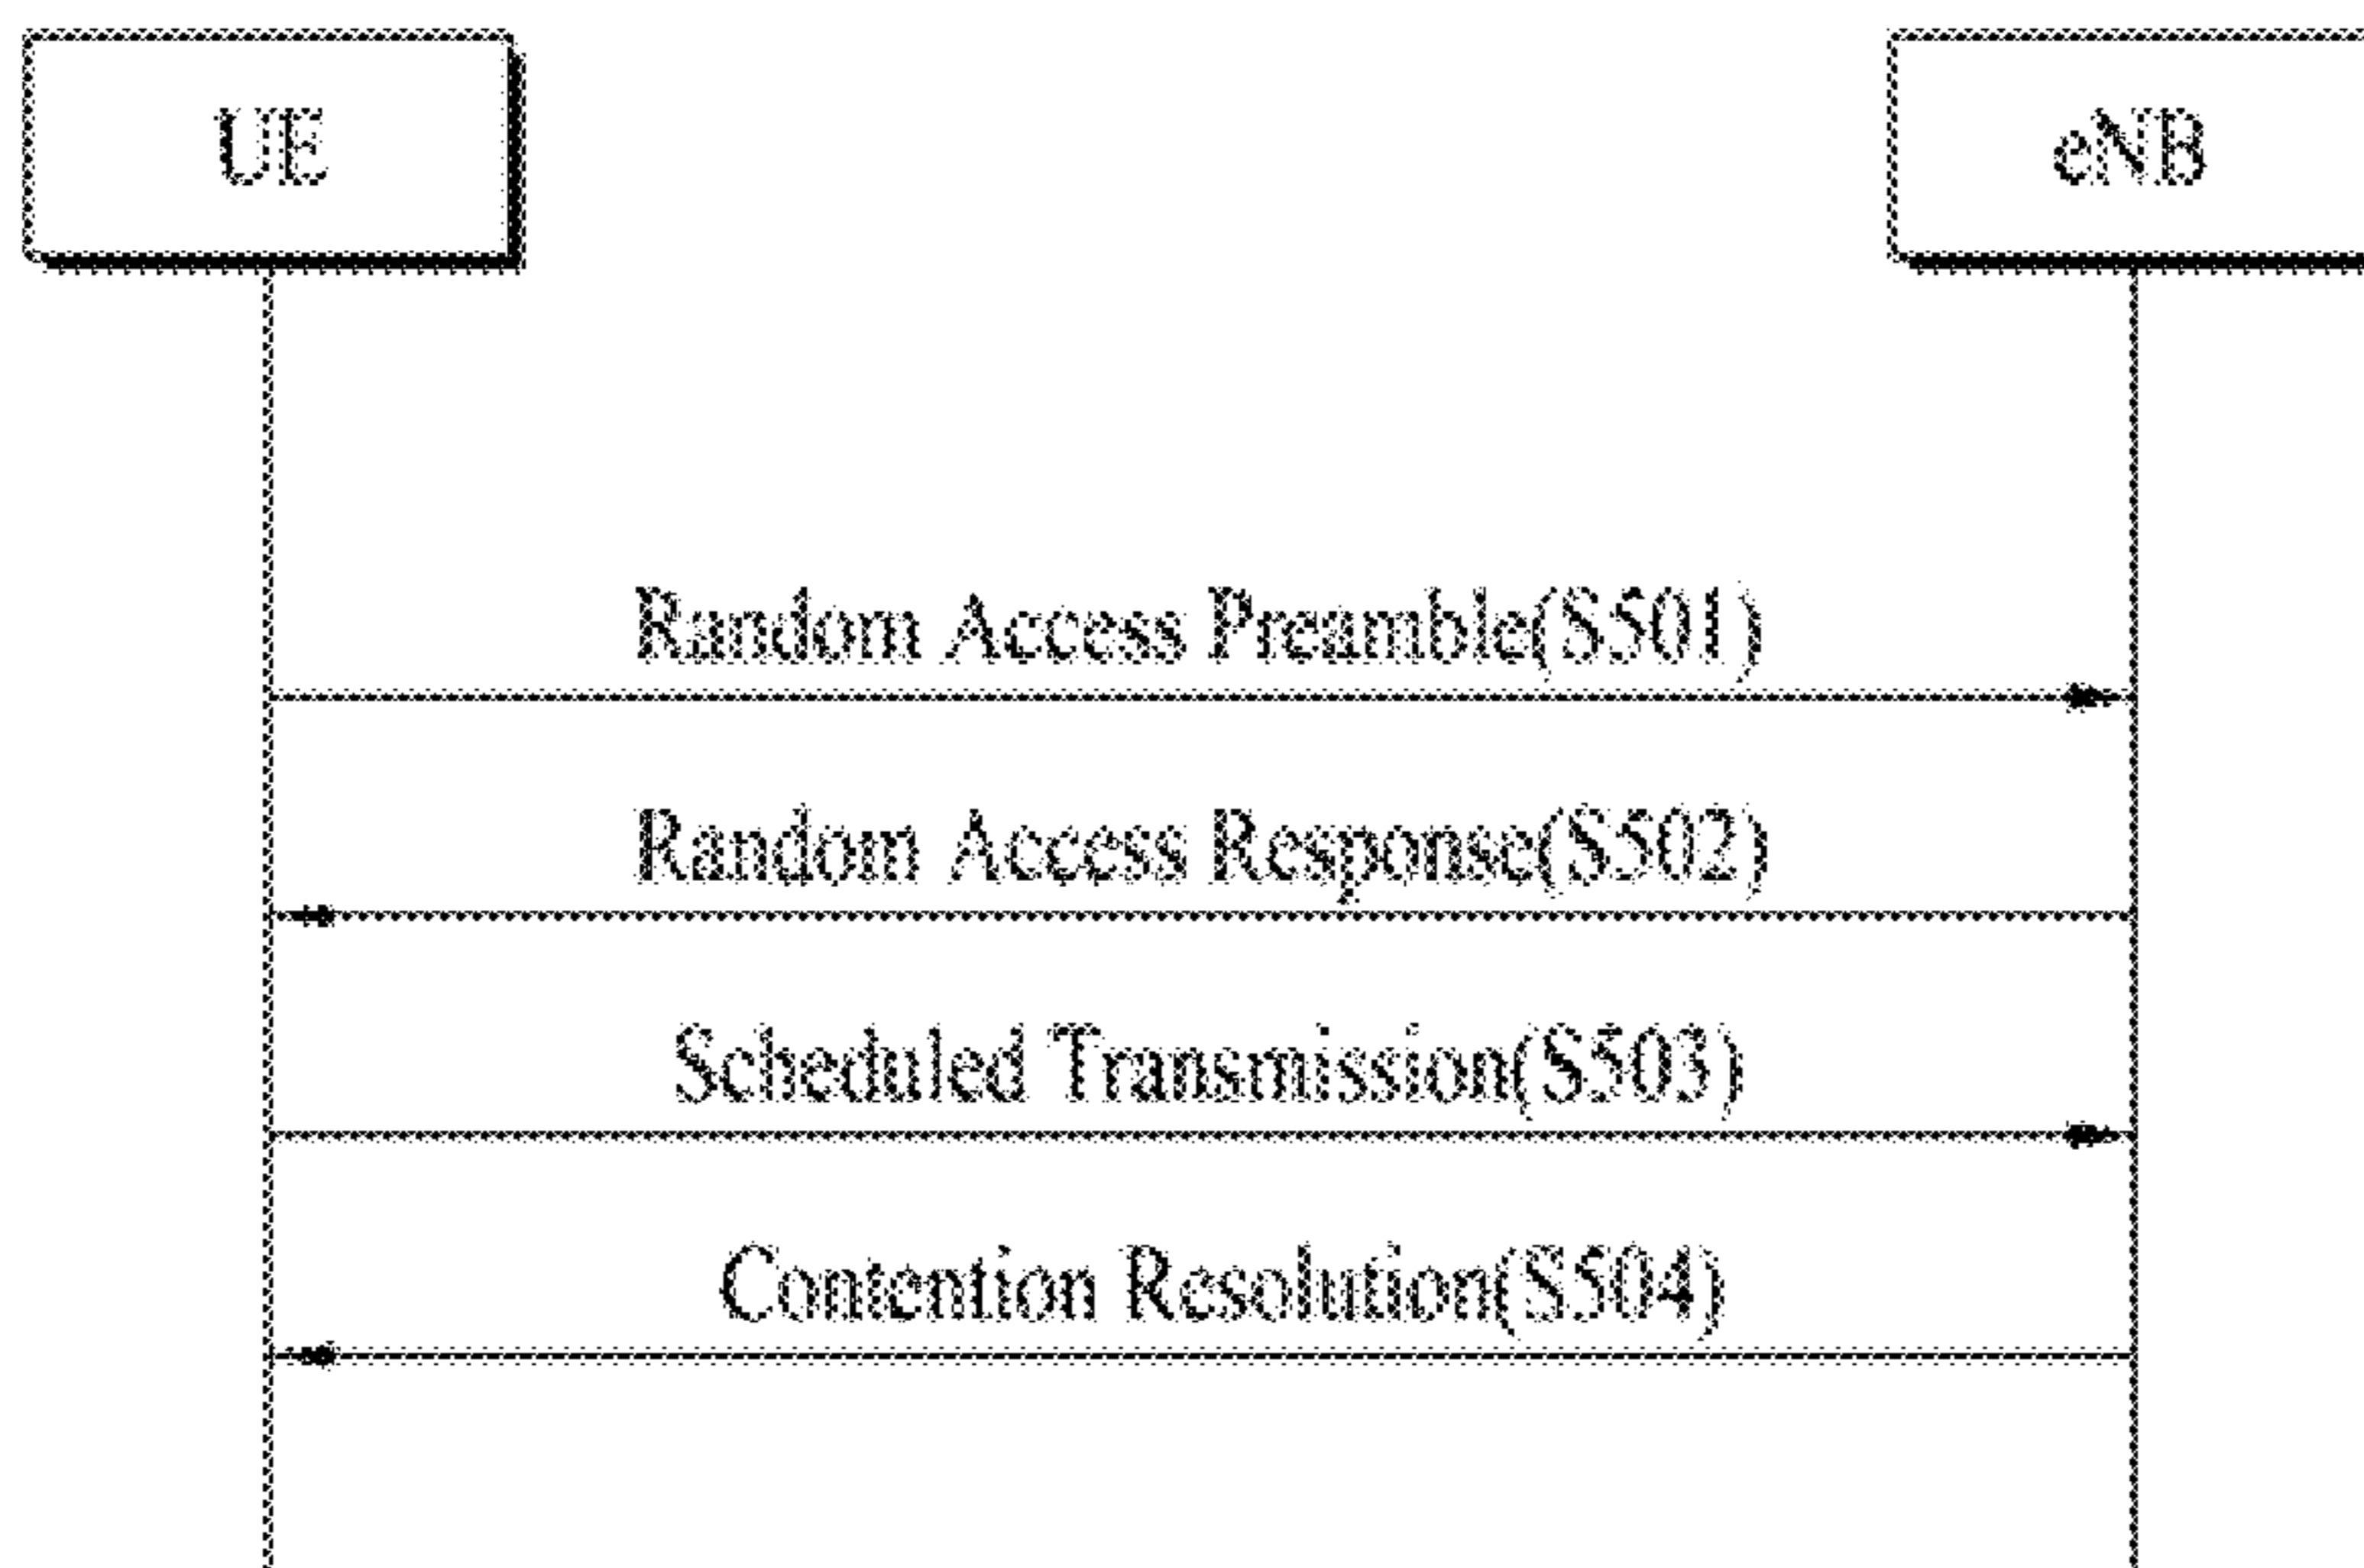 UE
eNB
Random Access Preamble(S501)
Random Access Response(S502)
Scheduled Transmission(S503)
Contention Resolution(S504)